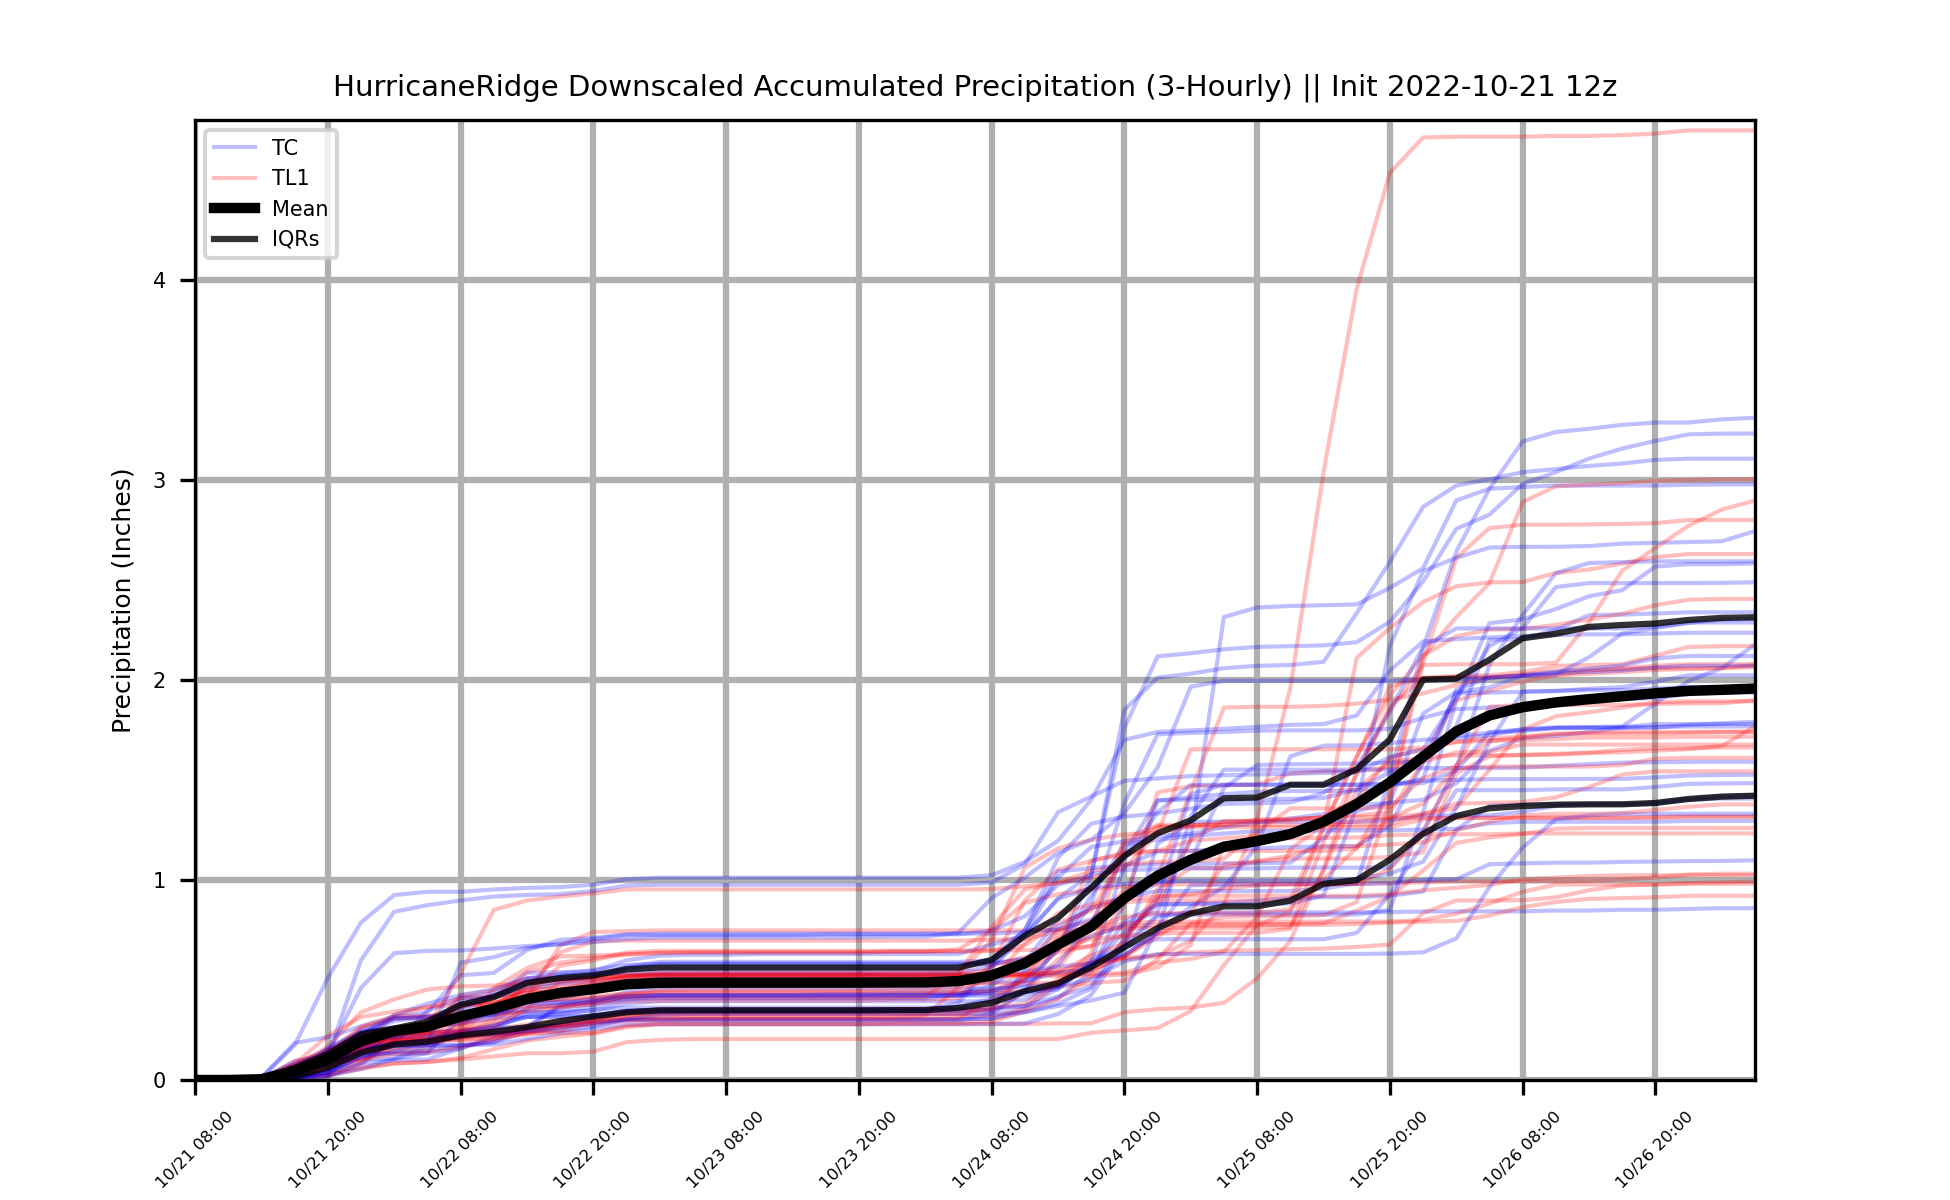 HurricaneRidge Downscaled Accumulated Precipitation (3-Hourly) || Init 2022-10-21 12z
TC
TL1
Mean
IQRs
Precipitation (Inches)
4
3
2
1
0
10/21 08:00
10/21 20:00
10/22 08:00
10/22 20:00
10/23 08:00
10/23 20:00
10/24 08:00
10/24 20:00
10/25 08:00
10/25 20:00
10/26 08:00
10/26 20:00